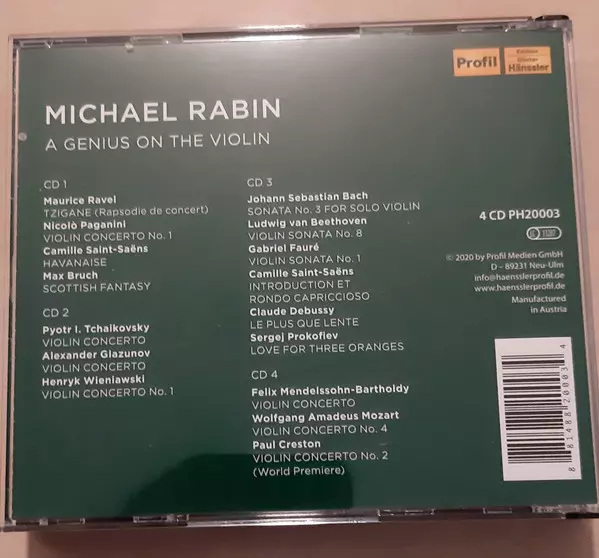 Profil
Edition
Günter
Hänssler
MICHAEL RABIN
A GENIUS ON THE VIOLIN
CD 1
Maurice Ravel
TZIGANE (Rapsodie de concert)
Nicolò Paganini
VIOLIN CONCERTO No. 1
Camille Saint-Saëns
HAVANAISE
Max Bruch
SCOTTISH FANTASY
CD 2
Pyotr I. Tchaikovsky
VIOLIN CONCERTO
Alexander Glazunov
VIOLIN CONCERTO
Henryk Wieniawski
VIOLIN CONCERTO No. 1
CD 3
Johann Sebastian Bach
SONATA No. 3 FOR SOLO VIOLIN
Ludwig van Beethoven
VIOLIN SONATA No. 8
Gabriel Fauré
VIOLIN SONATA No. 1
Camille Saint-Saëns
INTRODUCTION ET
RONDO CAPRICCIOSO
Claude Debussy
LE PLUS QUE LENTE
Sergej Prokofiev
LOVE FOR THREE ORANGES
CD 4
Felix Mendelssohn-Bartholdy
VIOLIN CONCERTO
Wolfgang Amadeus Mozart
VIOLIN CONCERTO No. 4
Paul Creston
VIOLIN CONCERTO No. 2
(World Premiere)
4 CD PH20003
© 2020 by Profil Medien GmbH
D – 89231 Neu-Ulm
info@haensslerprofil.de
www.haensslerprofil.de
Manufactured
in Austria
8 81488 20003 4